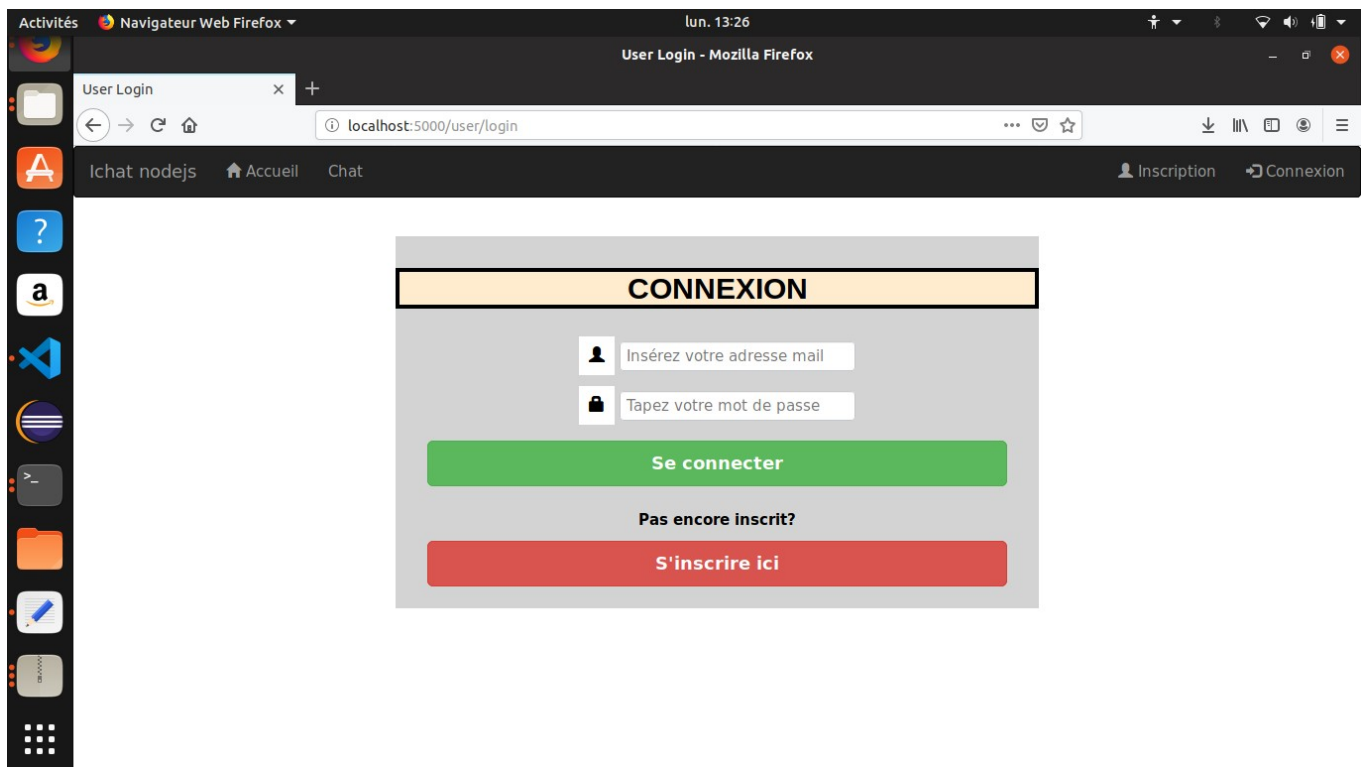 Activités Navigateur Web Firefox lun. 13:26
User Login - Mozilla Firefox
User Login
localhost:5000/user/login
Ichat nodejs Accueil Chat Inscription Connexion
CONNEXION
Insérez votre adresse mail
Tapez votre mot de passe
Se connecter
Pas encore inscrit?
S'inscrire ici